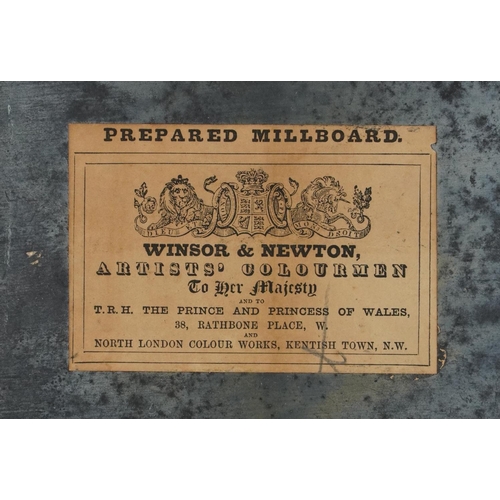 PREPARED MILLBOARD.
WINSOR & NEWTON,
ARTISTS' COLOURMEN
To Her Majesty
AND TO
T.R.H. THE PRINCE AND PRINCESS OF WALES,
38, RATHBONE PLACE, W.
AND
NORTH LONDON COLOUR WORKS, KENTISH TOWN, N.W.